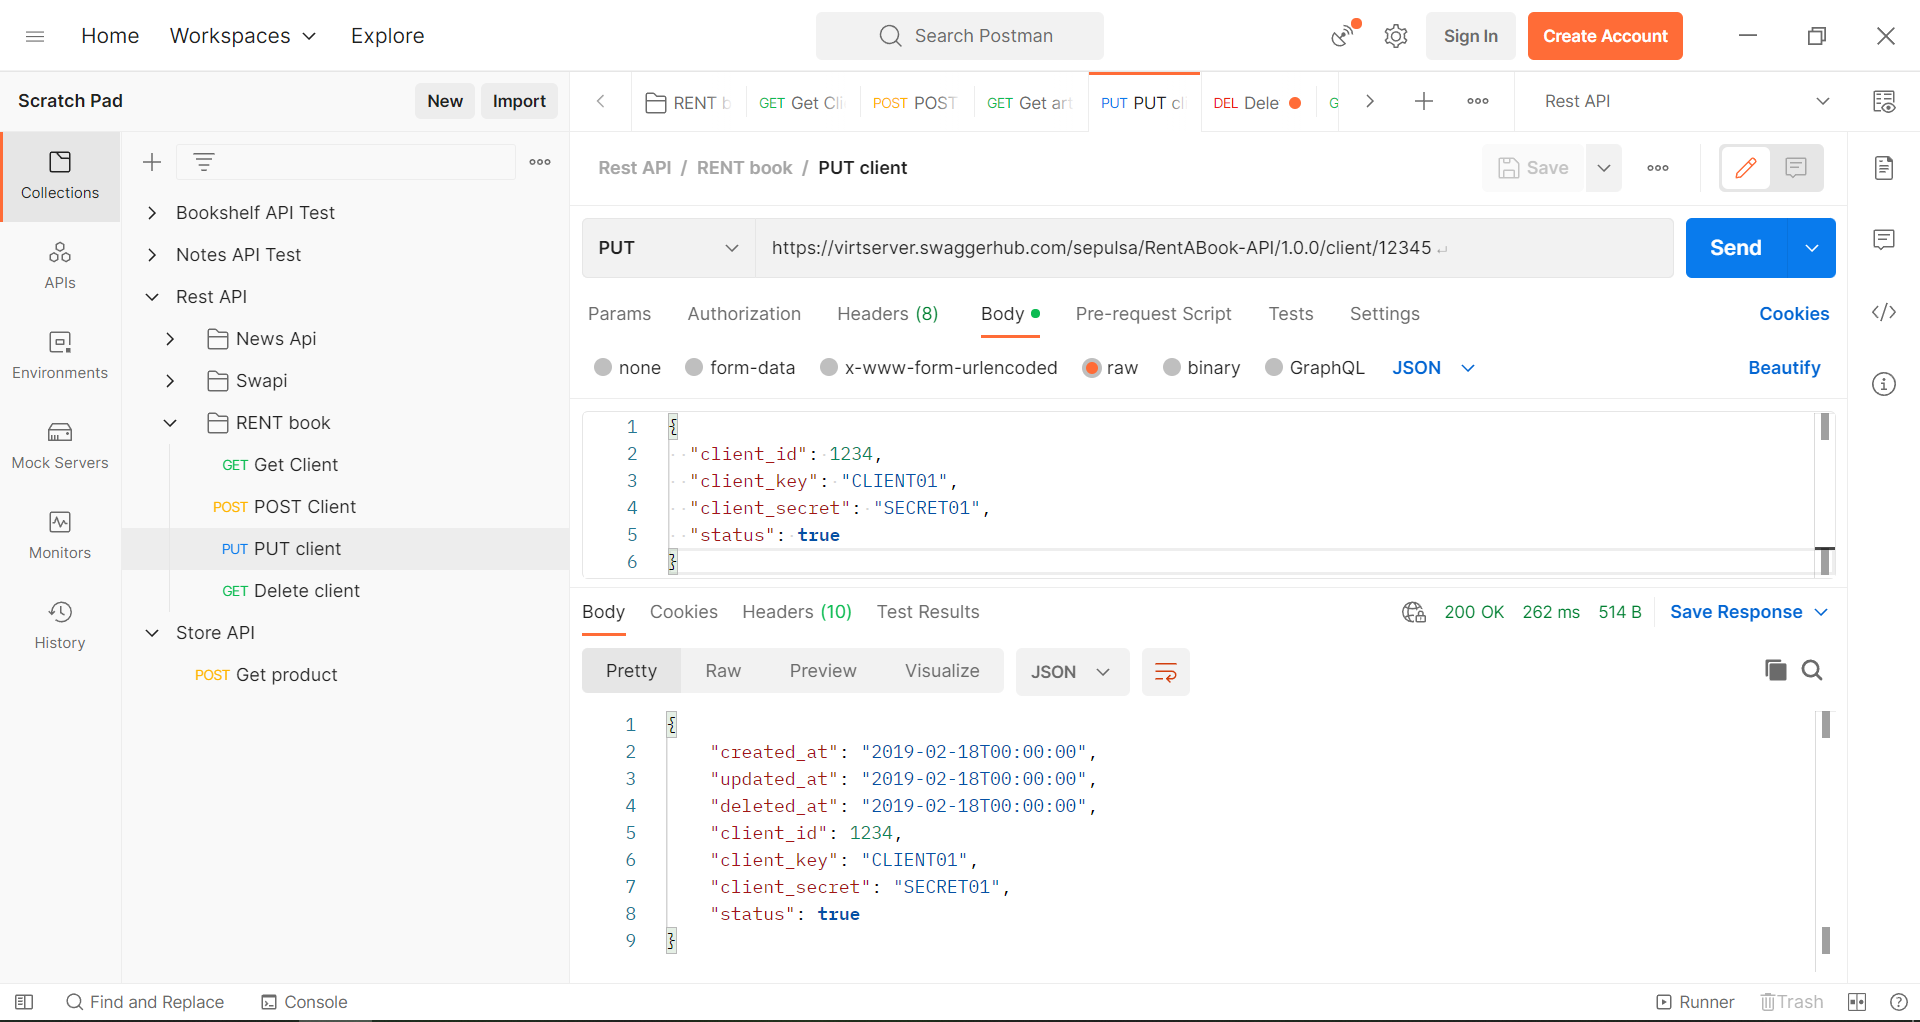 Home
Workspaces
Explore
Search Postman
Sign In
Create Account
Scratch Pad
New
Import
RENT b
GET Get Cli
POST POST
GET Get art
PUT PUT cl
DEL Dele
G
Rest API
Collections
APIs
Environments
Mock Servers
Monitors
History
Bookshelf API Test
Notes API Test
Rest API
News Api
Swapi
RENT book
GET Get Client
POST POST Client
PUT PUT client
GET Delete client
Store API
POST Get product
Rest API / RENT book / PUT client
Save
PUT
https://virtserver.swaggerhub.com/sepulsa/RentABook-API/1.0.0/client/12345
Send
Params
Authorization
Headers (8)
Body
Pre-request Script
Tests
Settings
Cookies
none
form-data
x-www-form-urlencoded
raw
binary
GraphQL
JSON
Beautify
1 {
2 "client_id": 1234,
3 "client_key": "CLIENT01",
4 "client_secret": "SECRET01",
5 "status": true
6 }
Body
Cookies
Headers (10)
Test Results
200 OK
262 ms
514 B
Save Response
Pretty
Raw
Preview
Visualize
JSON
1 {
2 "created_at": "2019-02-18T00:00:00",
3 "updated_at": "2019-02-18T00:00:00",
4 "deleted_at": "2019-02-18T00:00:00",
5 "client_id": 1234,
6 "client_key": "CLIENT01",
7 "client_secret": "SECRET01",
8 "status": true
9 }
Find and Replace
Console
Runner
Trash